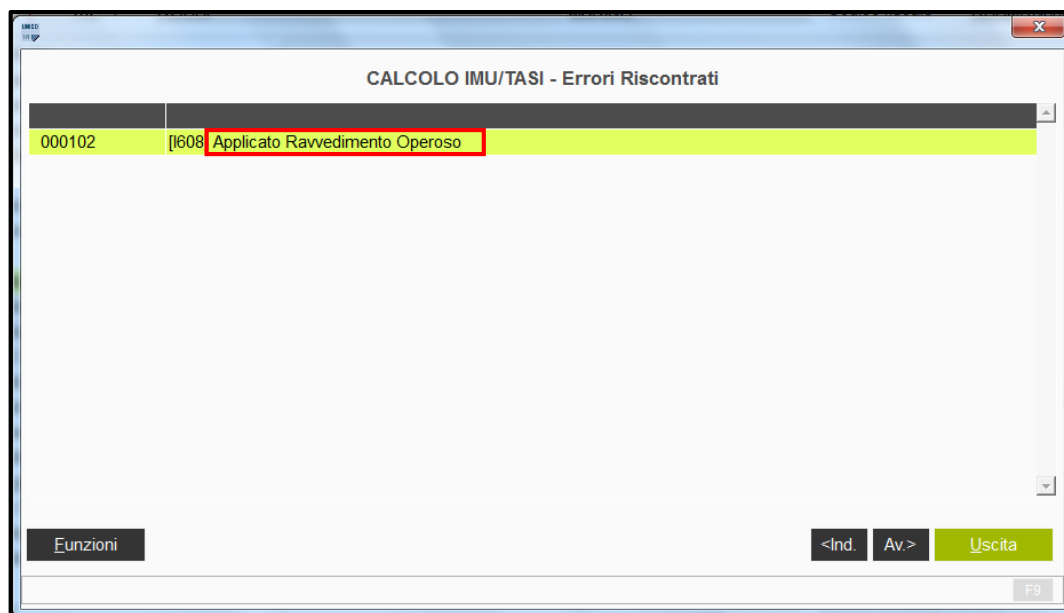 CALCOLO IMU/TASI - Errori Riscontrati
000102 [I608 Applicato Ravvedimento Operoso
Funzioni <Ind. Av.> Uscita
F9